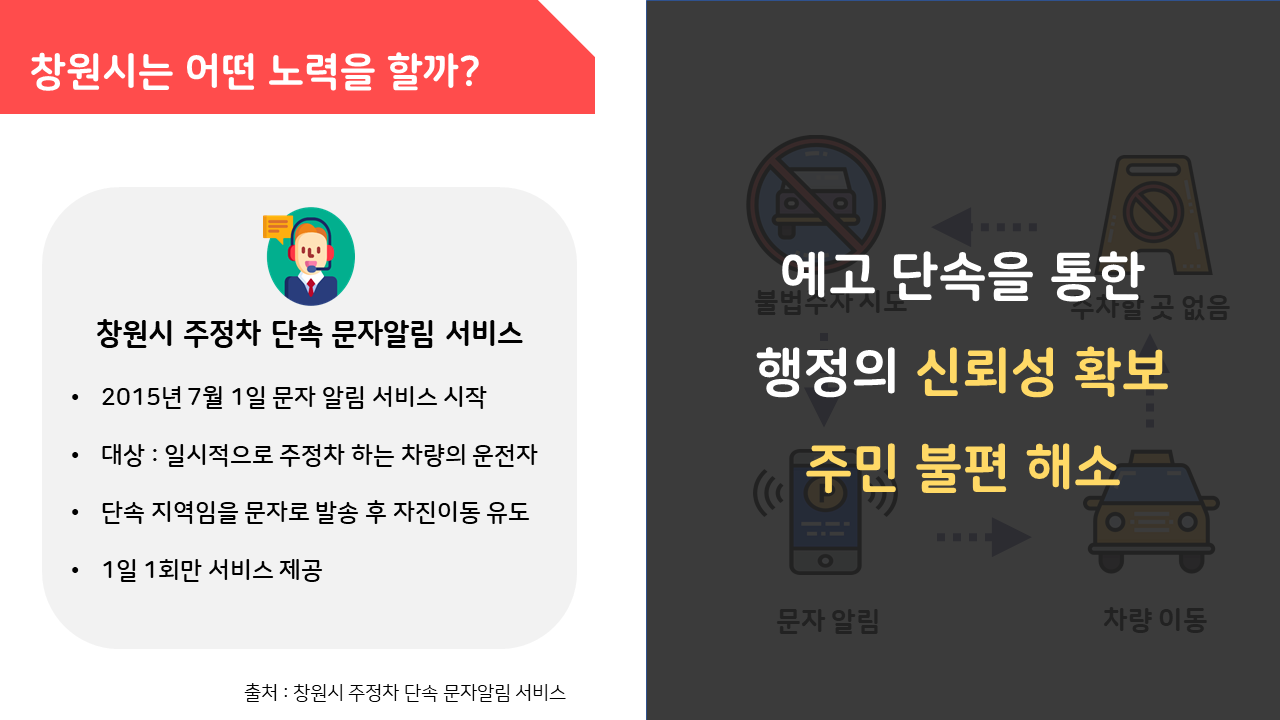 창원시는 어떤 노력을 할까?
창원시 주정차 단속 문자알림 서비스
• 2015년 7월 1일 문자 알림 서비스 시작
• 대상 : 일시적으로 주정차 하는 차량의 운전자
• 단속 지역임을 문자로 발송 후 자진이동 유도
• 1일 1회만 서비스 제공
출처 : 창원시 주정차 단속 문자알림 서비스
예고 단속을 통한
불법주차 시도
주차할 곳 없음
행정의 신뢰성 확보
주민 불편 해소
P
문자 알림
차량 이동